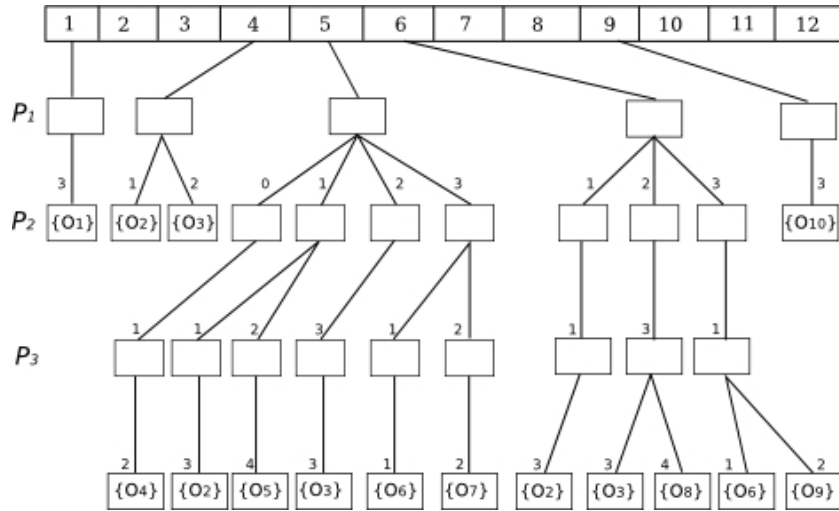 1 2 3 4 5 6 7 8 9 10 11 12
P1
3 1 2 0 1 2 3 1 2 3 3
P2 {O1} {O2} {O3} {O10}
1 1 2 3 1 2 1 3 1
P3
2 3 4 3 1 2 3 3 4 1 2
{O4} {O2} {O5} {O3} {O6} {O7} {O2} {O3} {O8} {O6} {O9}